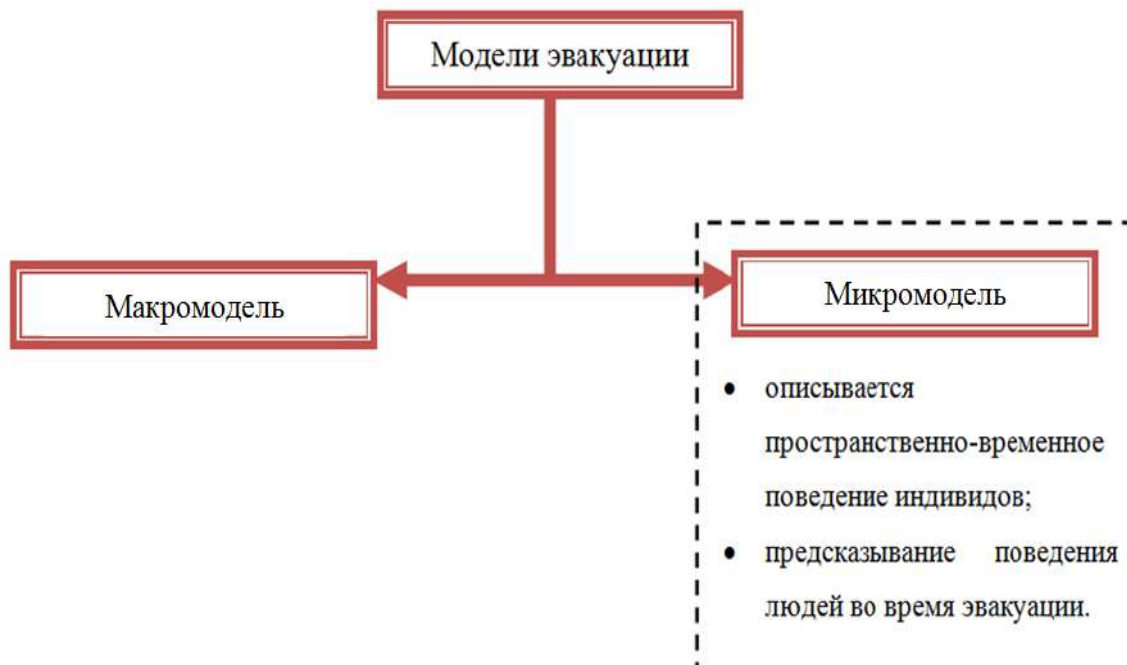 Модели эвакуации
Макромодель
Микромодель
• описывается
пространственно-временное
поведение индивидов;
• предсказывание поведения
людей во время эвакуации.